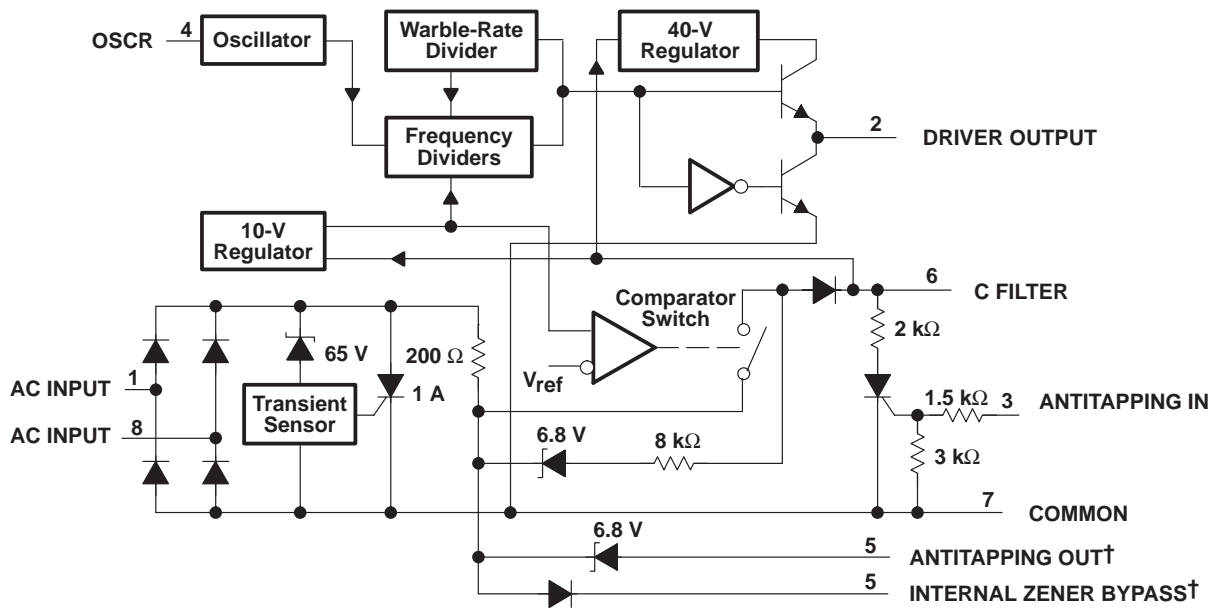 OSCR
4
Oscillator
Warble-Rate
Divider
40-V
Regulator
Frequency
Dividers
2
DRIVER OUTPUT
10-V
Regulator
6
C FILTER
Comparator
Switch
2 kΩ
65 V
200 Ω
Vref
1 A
AC INPUT
1
Transient
Sensor
1.5 kΩ
3
ANTITAPPING IN
AC INPUT
8
6.8 V
8 kΩ
3 kΩ
7
COMMON
6.8 V
5
ANTITAPPING OUT†
5
INTERNAL ZENER BYPASS†